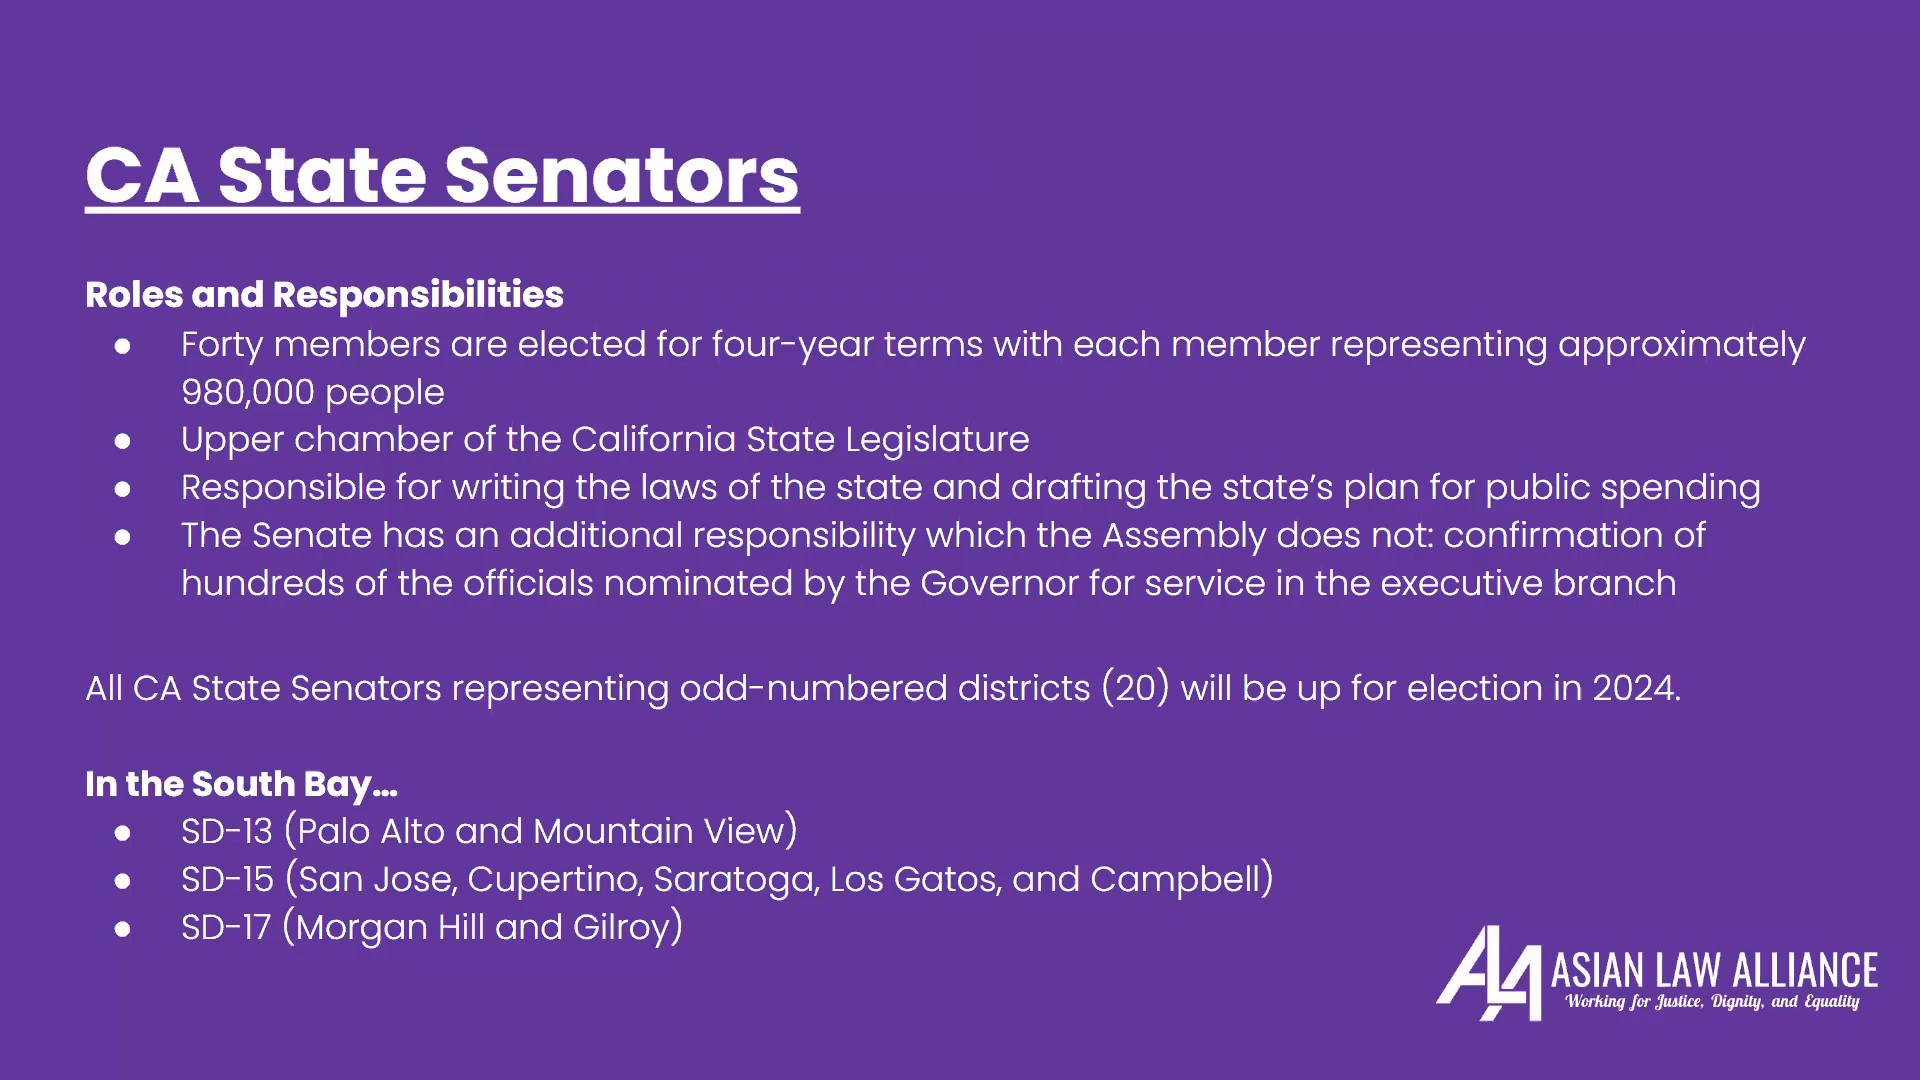 CA State Senators
Roles and Responsibilities
● Forty members are elected for four-year terms with each member representing approximately
980,000 people
● Upper chamber of the California State Legislature
● Responsible for writing the laws of the state and drafting the state’s plan for public spending
● The Senate has an additional responsibility which the Assembly does not: confirmation of
hundreds of the officials nominated by the Governor for service in the executive branch
All CA State Senators representing odd-numbered districts (20) will be up for election in 2024.
In the South Bay…
● SD-13 (Palo Alto and Mountain View)
● SD-15 (San Jose, Cupertino, Saratoga, Los Gatos, and Campbell)
● SD-17 (Morgan Hill and Gilroy)
ALA ASIAN LAW ALLIANCE
Working for Justice, Dignity, and Equality